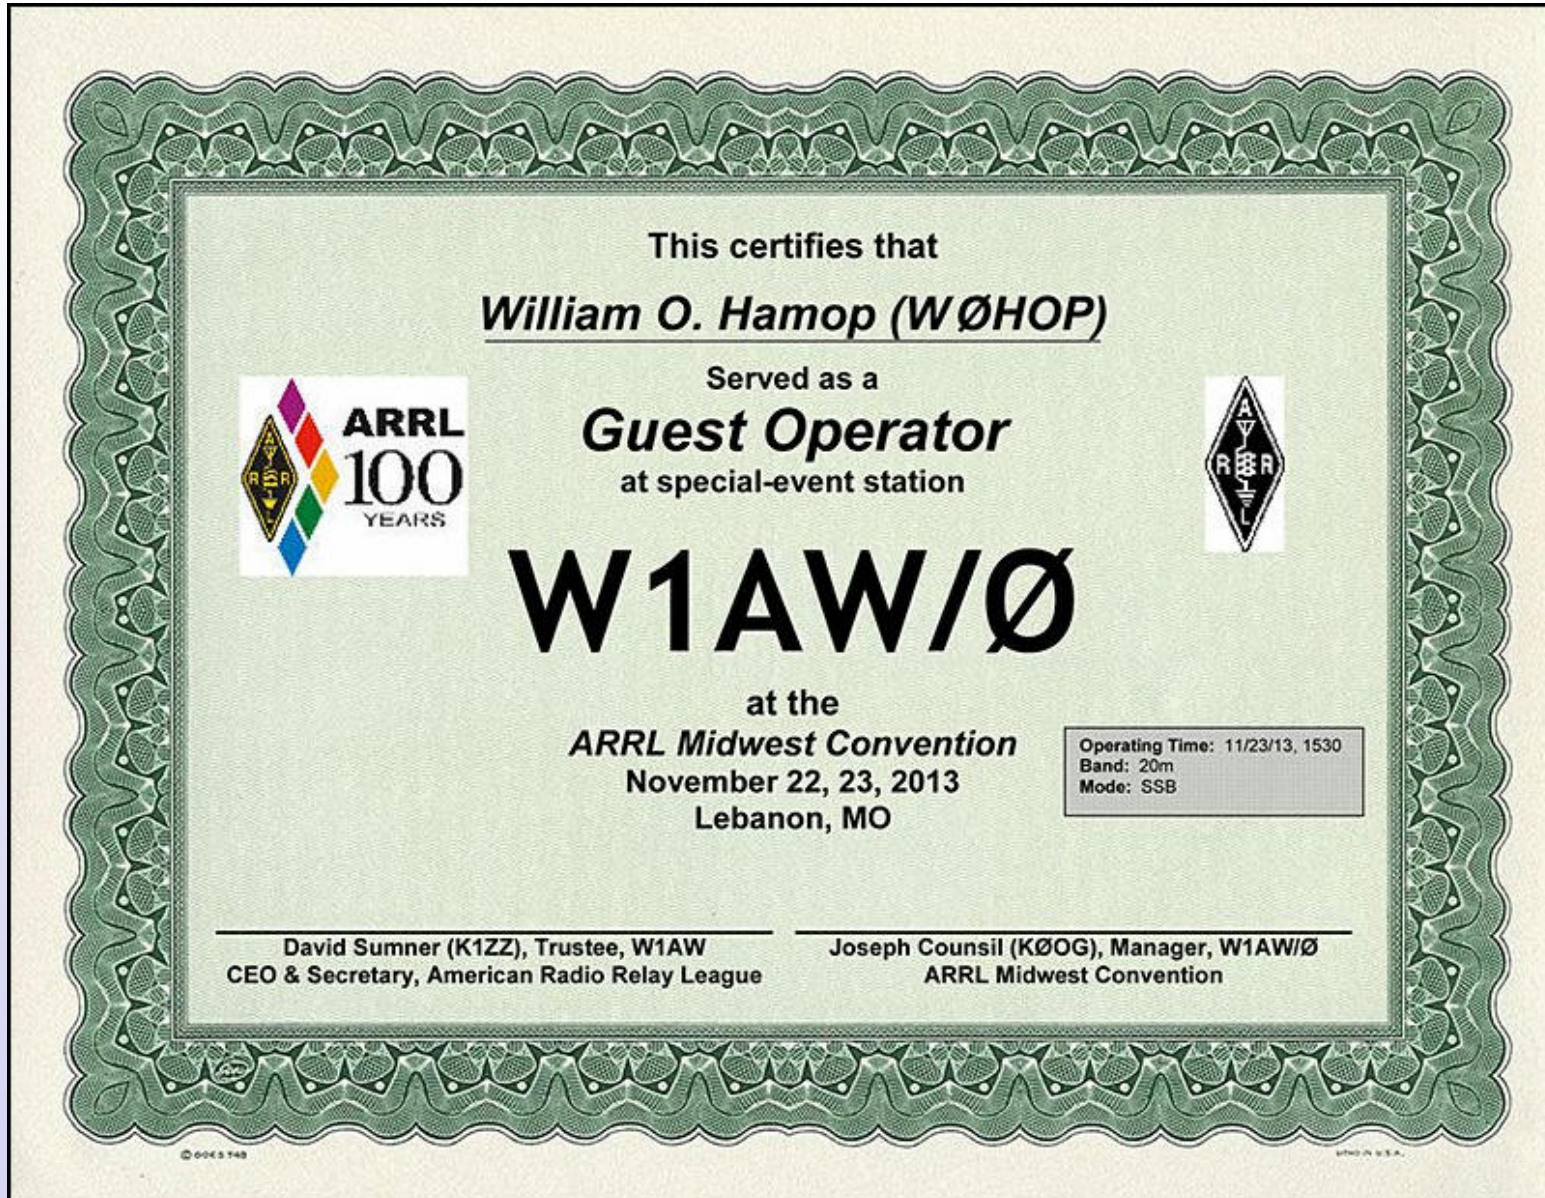 This certifies that
William O. Hamop (WØHOP)
Served as a
Guest Operator
at special-event station
ARRL
100
YEARS
A
R R
L
A
R R
L
W1AW/Ø
at the
ARRL Midwest Convention
November 22, 23, 2013
Lebanon, MO
Operating Time: 11/23/13, 1530
Band: 20m
Mode: SSB
David Sumner (K1ZZ), Trustee, W1AW
CEO & Secretary, American Radio Relay League
Joseph Counsil (KØOG), Manager, W1AW/Ø
ARRL Midwest Convention
LITHO IN U.S.A.